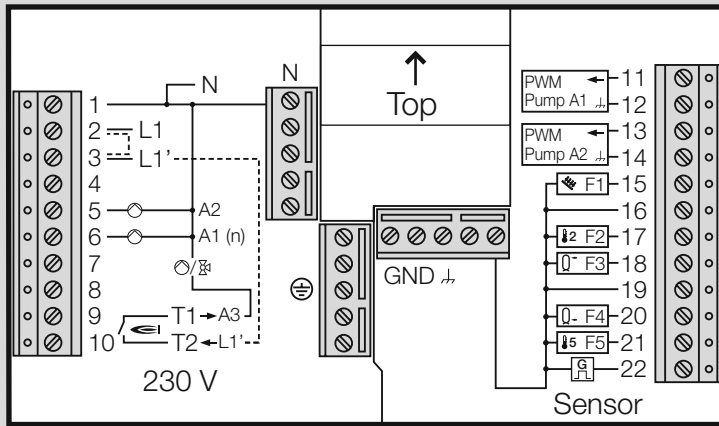 N
1
2 L1
3 L1'
4
5 A2
6 A1 (n)
7
8
9 T1 A3
10 T2 L1'
230 V
N
Top
GND
PWM 11
Pump A1 12
PWM 13
Pump A2 14
F1 15
16
2 F2 17
F3 18
19
F4 20
5 F5 21
G 22
Sensor